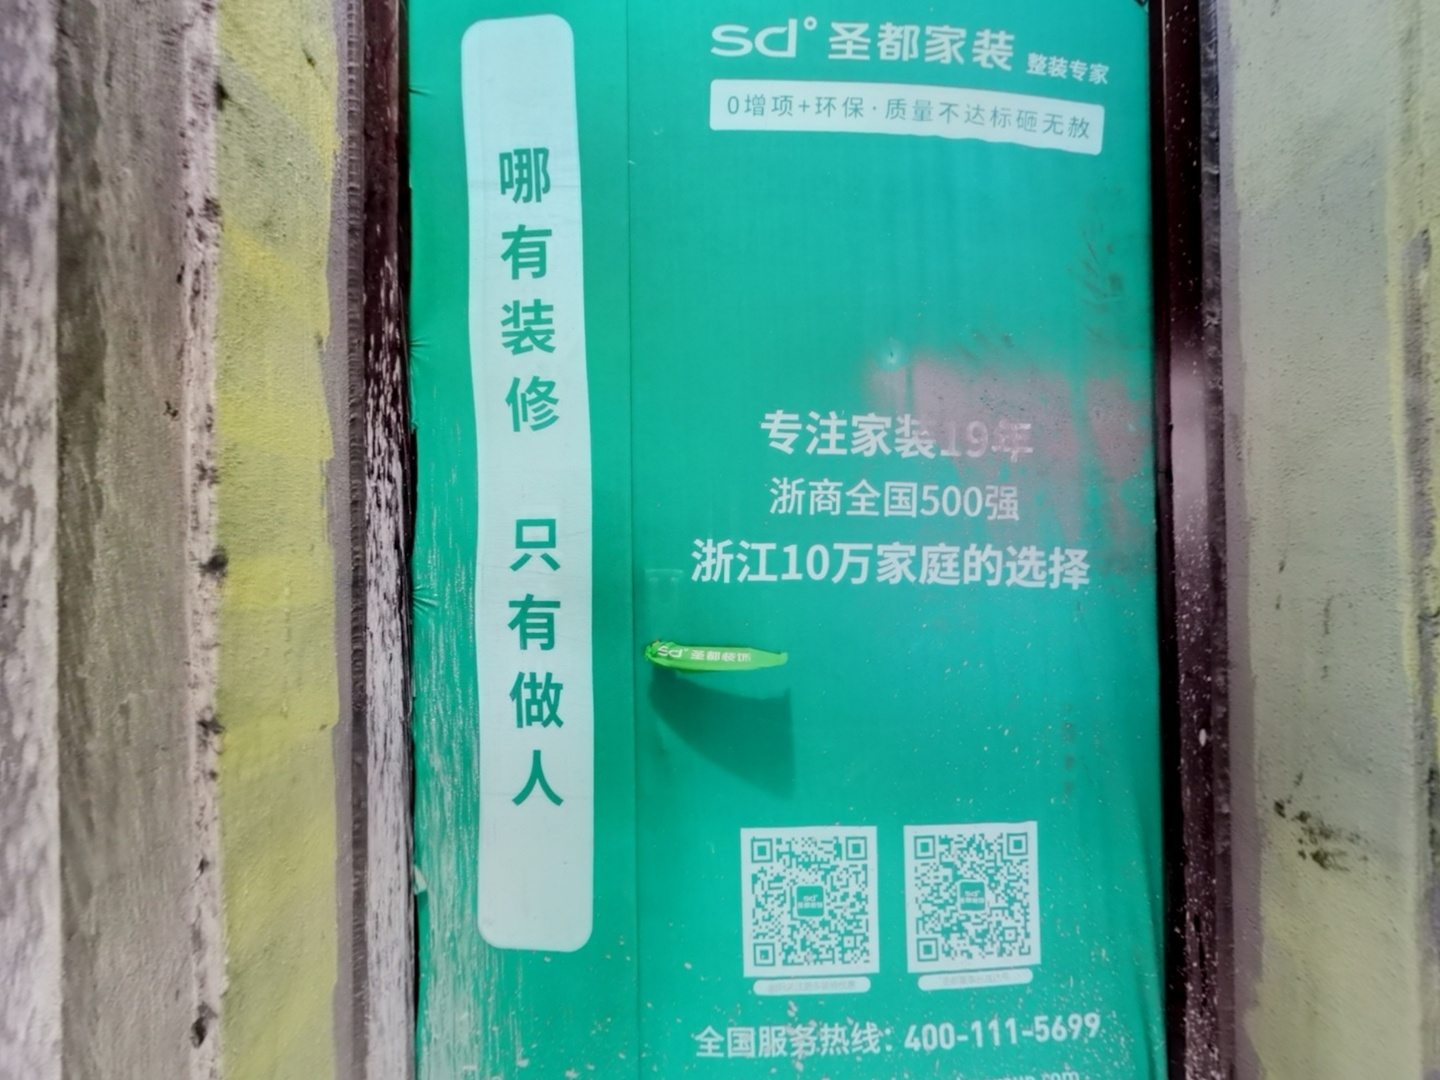 sd°圣都家装 整装专家
0增项+环保·质量不达标砸无赦
哪有装修 只有做人
专注家装19年
浙商全国500强
浙江10万家庭的选择
sd°圣都装饰
全国服务热线：400-111-5699